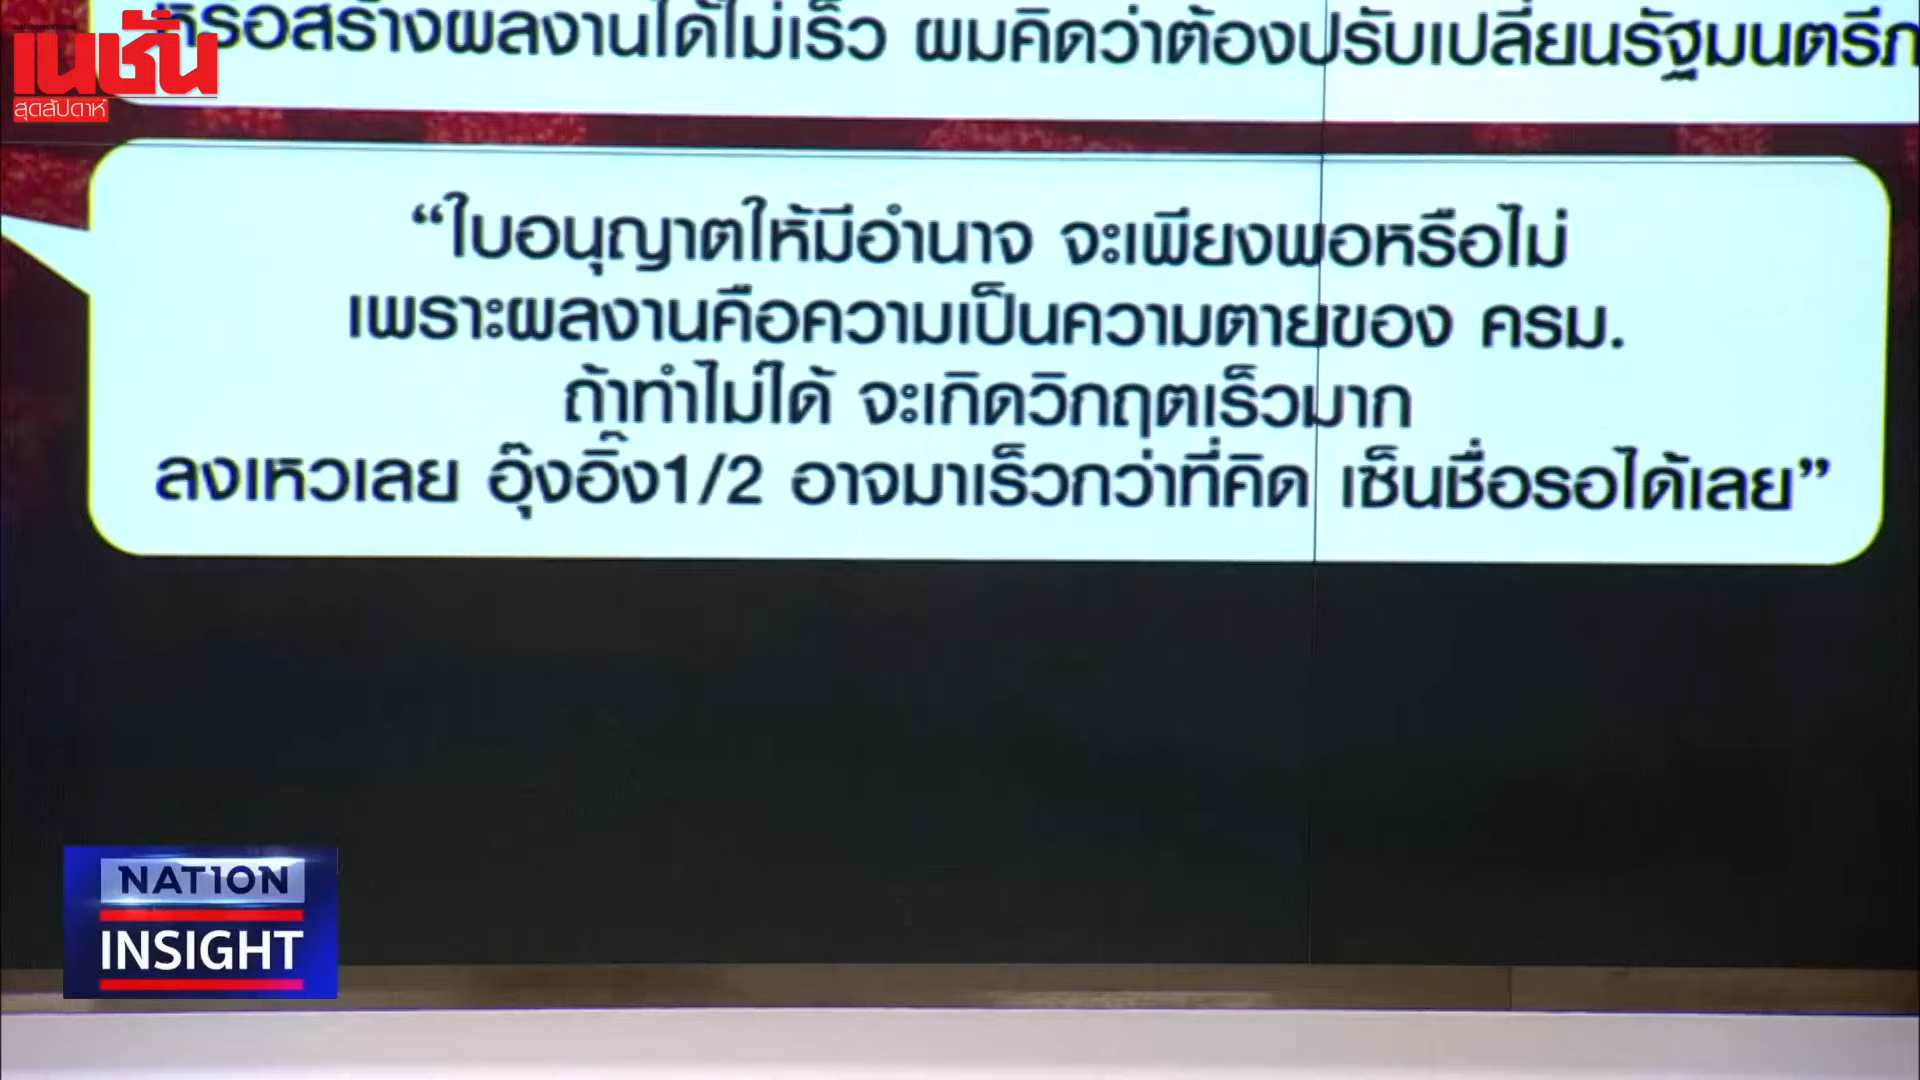 เนชั่น
สุดสัปดาห์
หรือสร้างผลงานได้ไม่เร็ว ผมคิดว่าต้องปรับเปลี่ยนรัฐมนตรีภ
“ใบอนุญาตให้มีอำนาจ จะเพียงพอหรือไม่
เพราะผลงานคือความเป็นความตายของ ครม.
ถ้าทำไม่ได้ จะเกิดวิกฤตเร็วมาก
ลงเหวเลย อุ๊งอิ๊ง1/2 อาจมาเร็วกว่าที่คิด เซ็นชื่อรอได้เลย”
NATION
INSIGHT